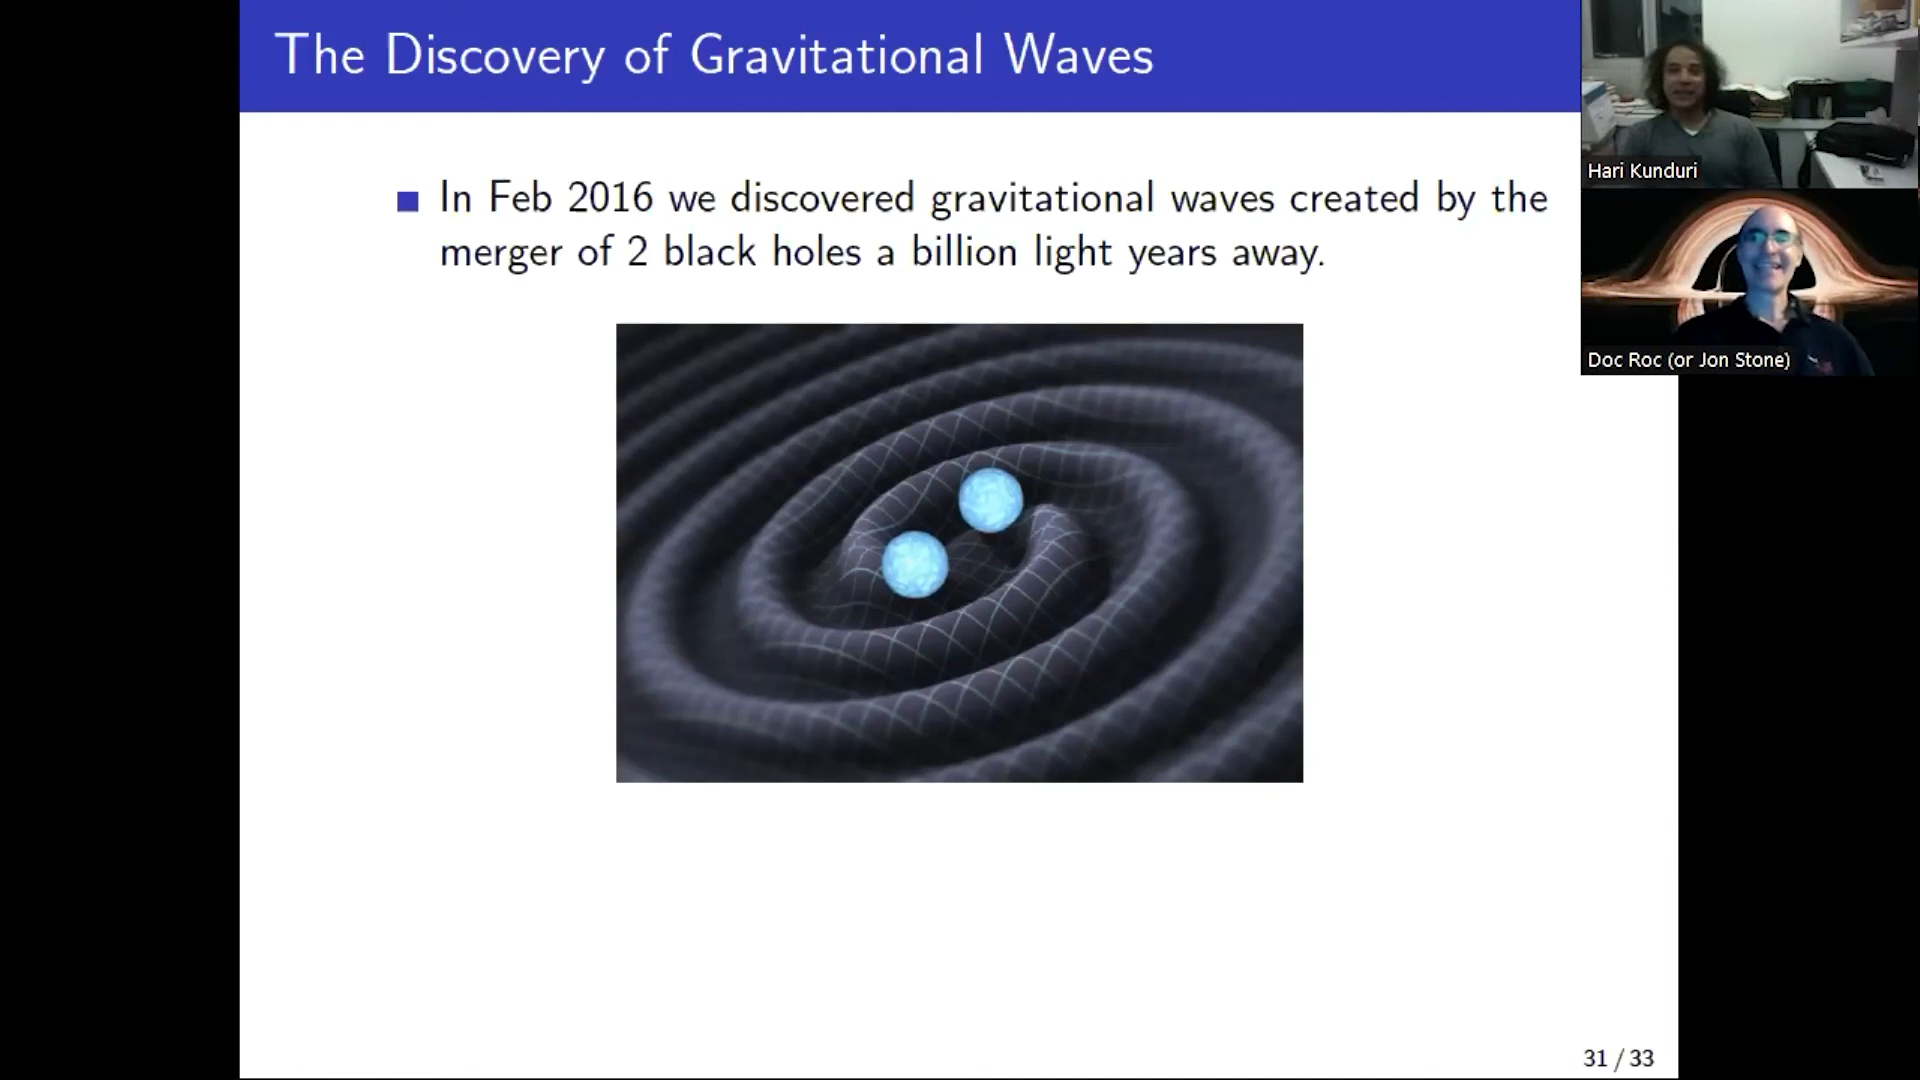 The Discovery of Gravitational Waves
In Feb 2016 we discovered gravitational waves created by the
merger of 2 black holes a billion light years away.
Hari Kunduri
Doc Roc (or Jon Stone)
31 / 33